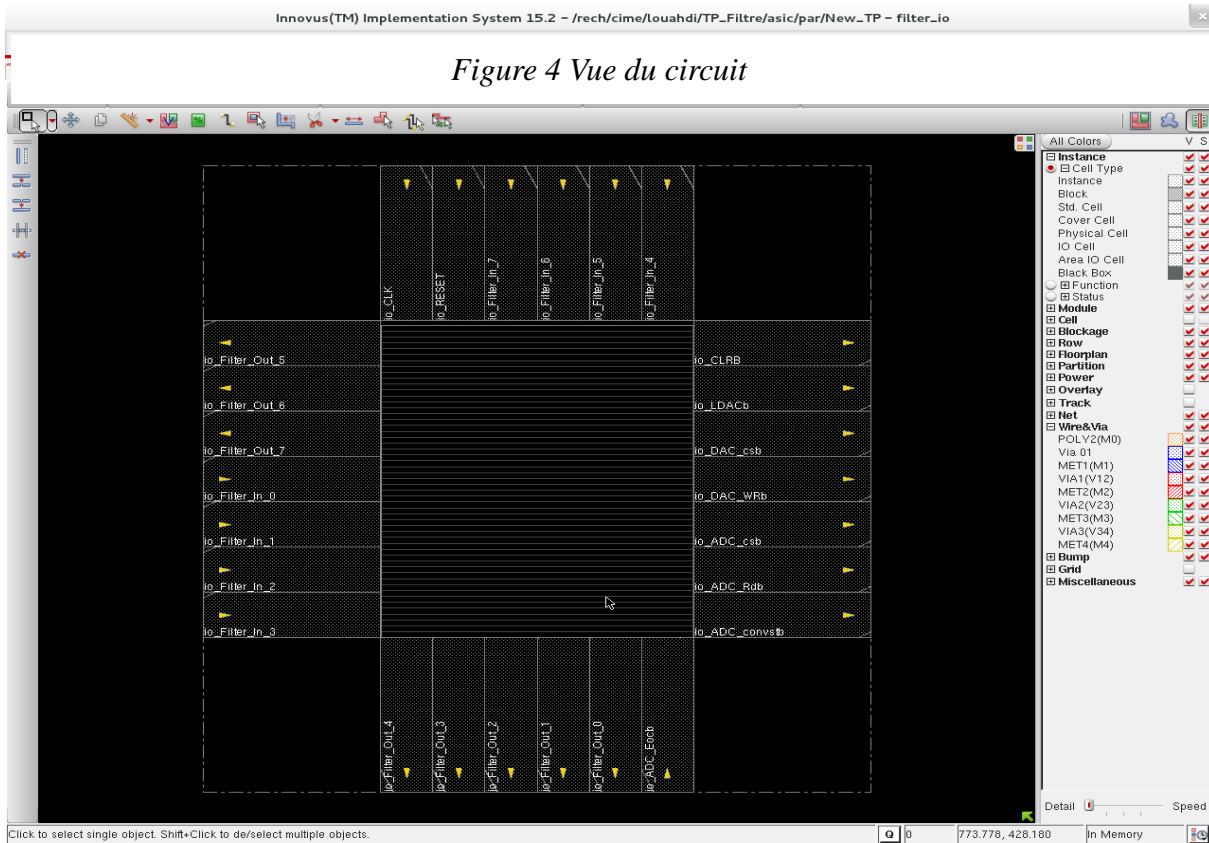 Innovus(TM) Implementation System 15.2 - /rech/cime/louahdi/TP_Filtre/asic/par/New_TP - filter_io
Figure 4 Vue du circuit
All Colors
V S
Instance
Cell Type
Instance
Block
Std. Cell
Cover Cell
Physical Cell
IO Cell
Area IO Cell
Black Box
Function
Status
Module
Cell
Blockage
Row
Floorplan
Partition
Power
Overlay
Track
Net
Wire&Via
POLY2(M0)
Via 01
MET1(M1)
VIA1(V12)
MET2(M2)
VIA2(V23)
MET3(M3)
VIA3(V34)
MET4(M4)
Bump
Grid
Miscellaneous
io_CLK
io_RESET
io_Filter_In_7
io_Filter_In_6
io_Filter_In_5
io_Filter_In_4
io_Filter_Out_5
io_Filter_Out_6
io_Filter_Out_7
io_Filter_In_0
io_Filter_In_1
io_Filter_In_2
io_Filter_In_3
io_CLRB
io_LDACb
io_DAC_csb
io_DAC_WRb
io_ADC_csb
io_ADC_Rdb
io_ADC_convstb
io_Filter_Out_4
io_Filter_Out_3
io_Filter_Out_2
io_Filter_Out_1
io_Filter_Out_0
io_ADC_Eocb
Detail Speed
Click to select single object. Shift+Click to de/select multiple objects.
Q 0 773.778, 428.180 In Memory